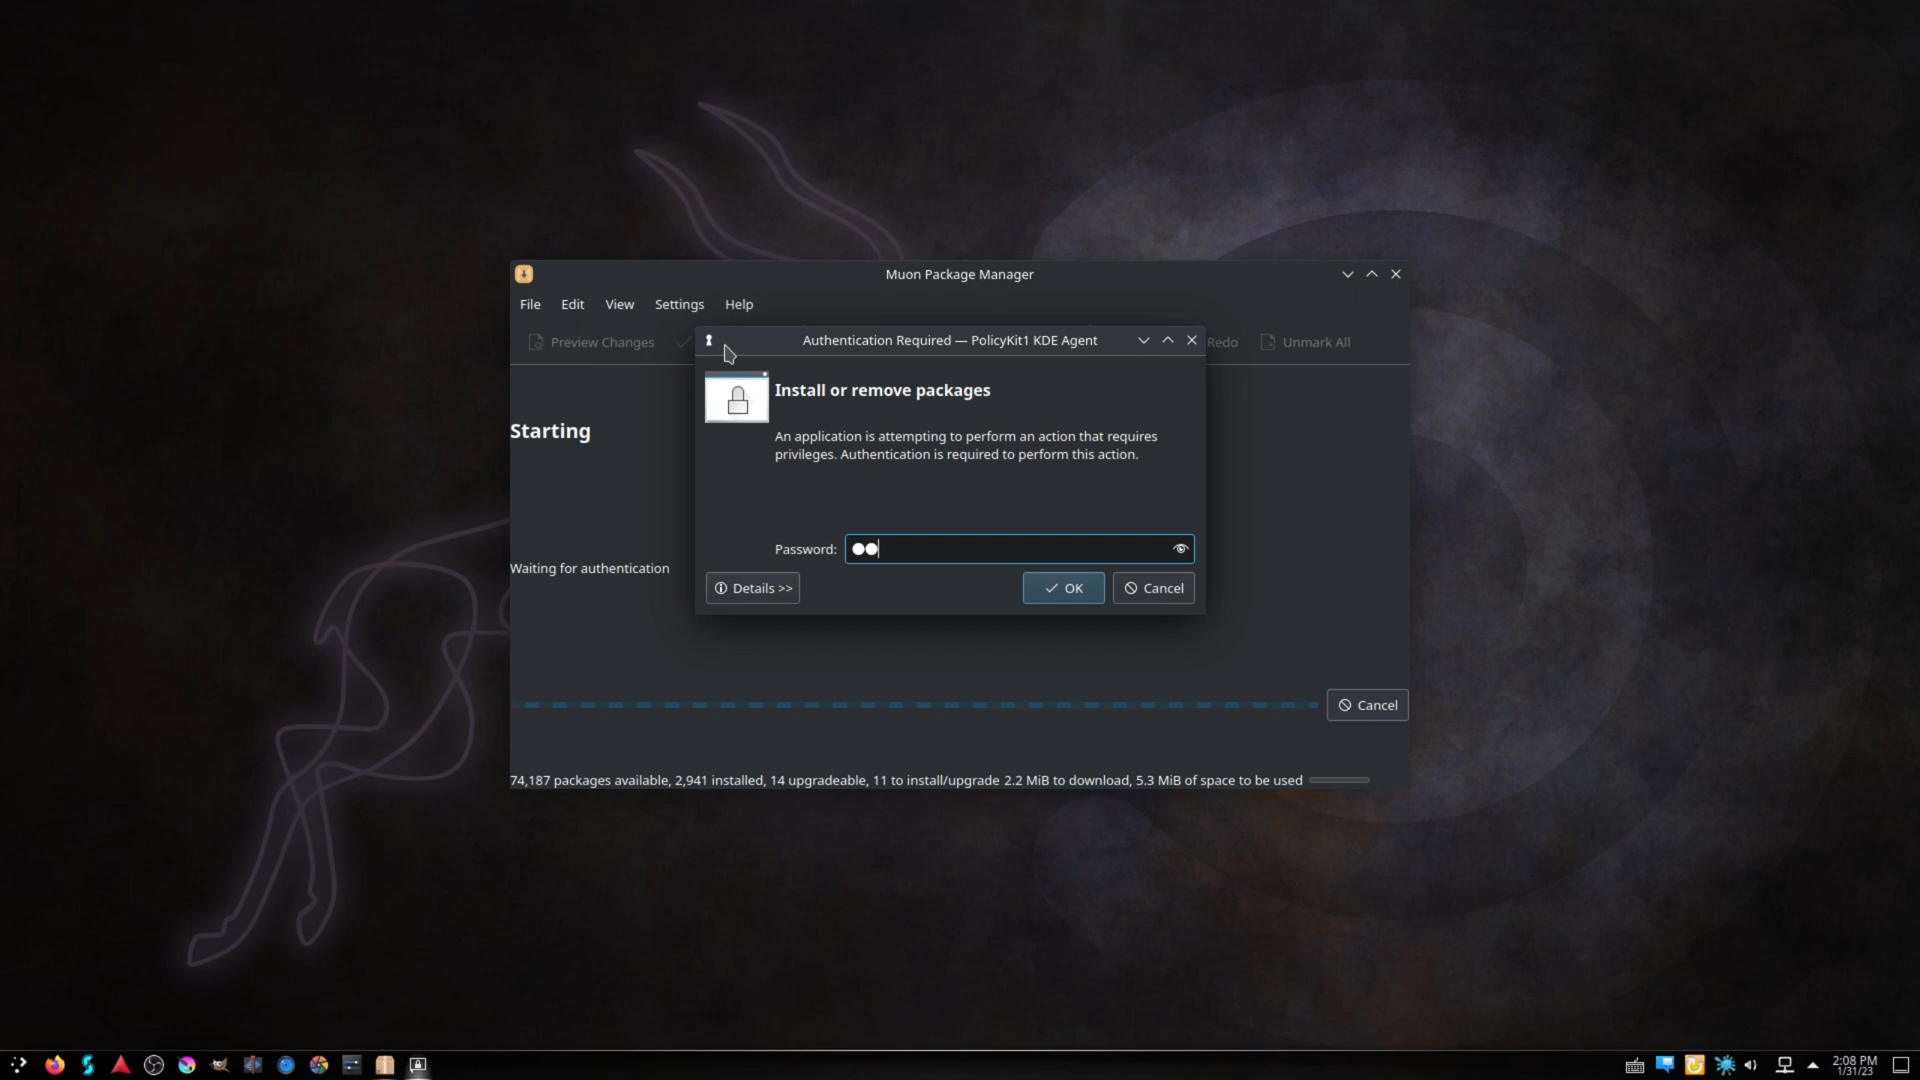 Muon Package Manager
File Edit View Settings Help
Preview Changes
Redo
Unmark All
Authentication Required — PolicyKit1 KDE Agent
Install or remove packages
An application is attempting to perform an action that requires
privileges. Authentication is required to perform this action.
Starting
Password:
Waiting for authentication
Details >>
OK
Cancel
Cancel
74,187 packages available, 2,941 installed, 14 upgradeable, 11 to install/upgrade 2.2 MiB to download, 5.3 MiB of space to be used
2:08 PM
1/31/23